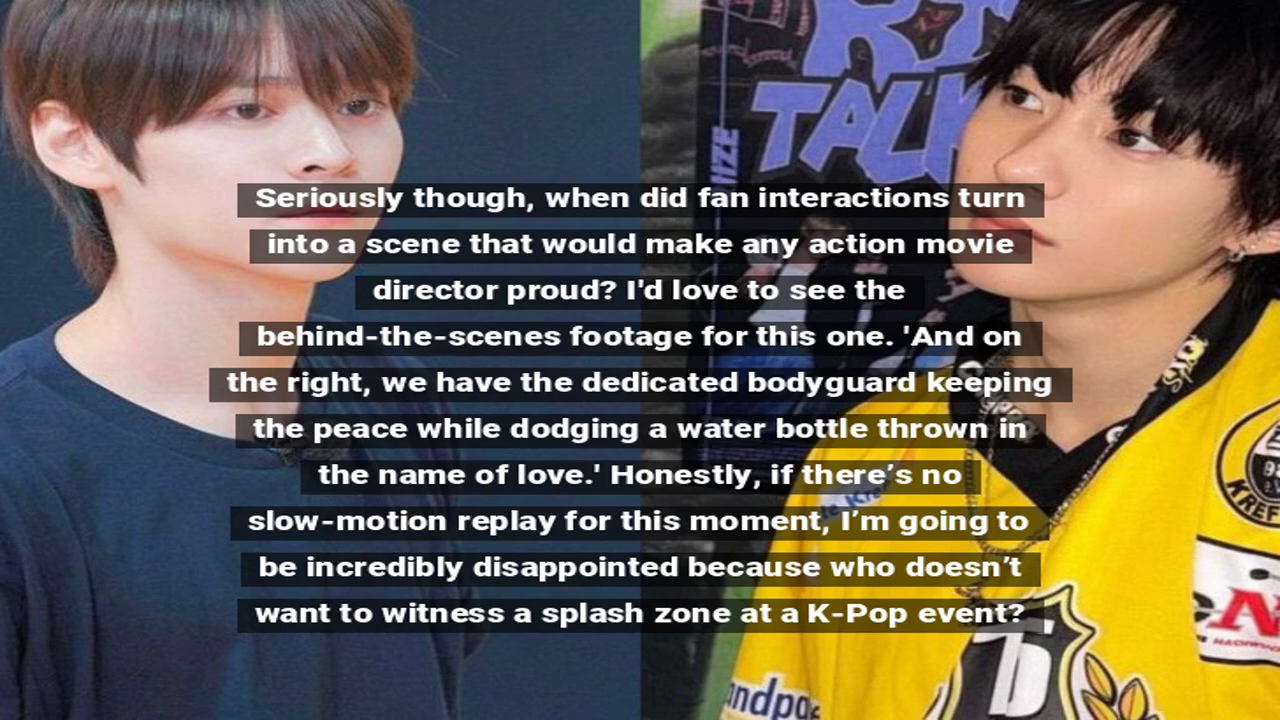 RI
TALK
IIZE
Seriously though, when did fan interactions turn
into a scene that would make any action movie
director proud? I'd love to see the
behind-the-scenes footage for this one. 'And on
the right, we have the dedicated bodyguard keeping
the peace while dodging a water bottle thrown in
the name of love.' Honestly, if there’s no
slow-motion replay for this moment, I’m going to
be incredibly disappointed because who doesn’t
want to witness a splash zone at a K-Pop event? '
KREF
N